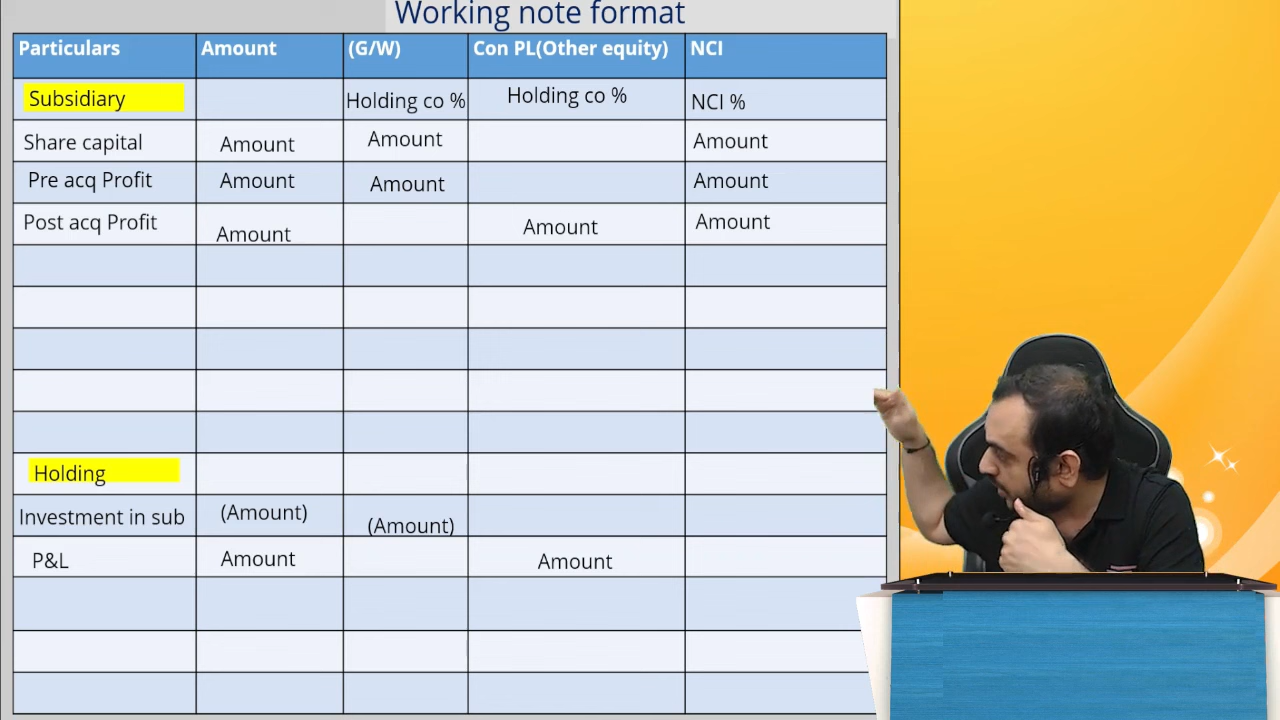 Working note format
Particulars Amount (G/W) Con PL(Other equity) NCI
Subsidiary Holding co % Holding co % NCI %
Share capital Amount Amount Amount
Pre acq Profit Amount Amount Amount
Post acq Profit Amount Amount Amount
Holding
Investment in sub (Amount) (Amount)
P&L Amount Amount